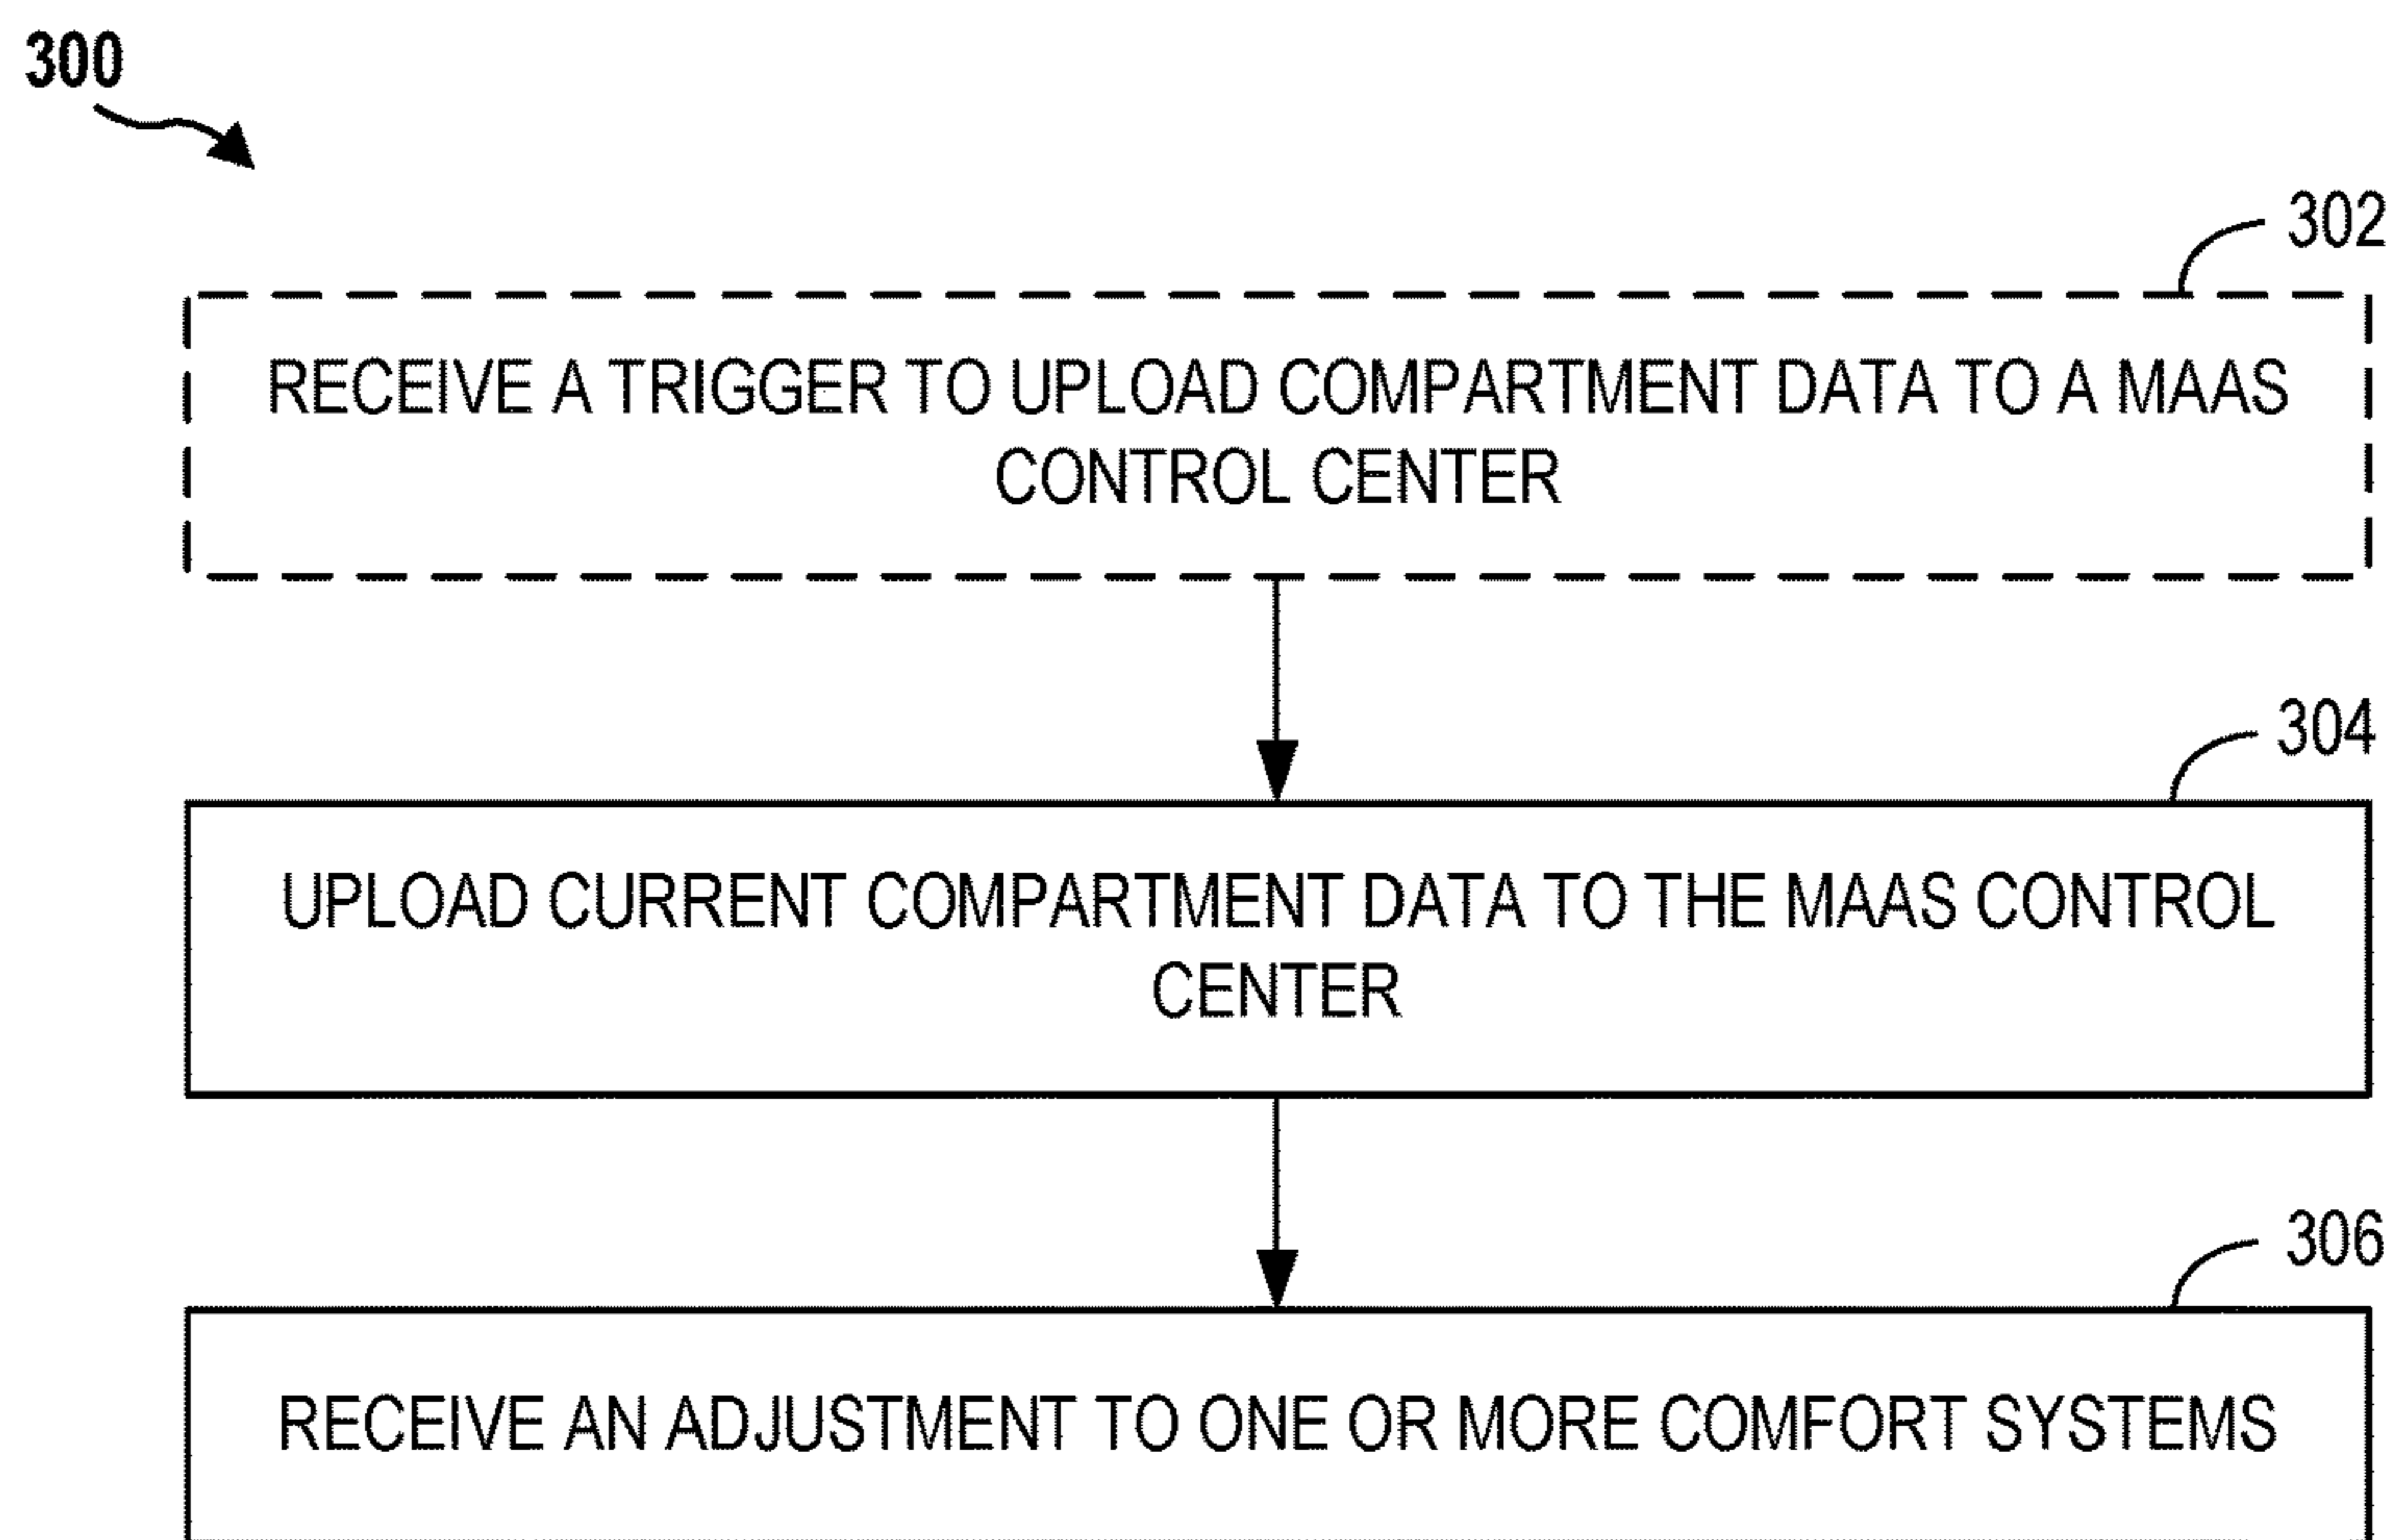 300
302
RECEIVE A TRIGGER TO UPLOAD COMPARTMENT DATA TO A MAAS
CONTROL CENTER
304
UPLOAD CURRENT COMPARTMENT DATA TO THE MAAS CONTROL
CENTER
306
RECEIVE AN ADJUSTMENT TO ONE OR MORE COMFORT SYSTEMS